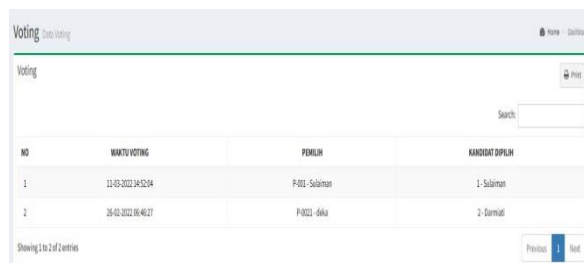 Voting Data Voting
Home Dashbo
Voting
Print
Search:
NO WAKTU VOTING PEMILIH KANDIDAT DIPILIH
1 11-03-2022 14:52:04 P-001 - Sulaiman 1 - Sulaiman
2 26-02-2022 06:46:27 P-0021 - deka 2 - Darmiati
Showing 1 to 2 of 2 entries
Previous 1 Next